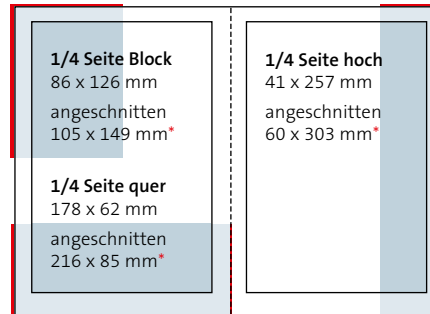 1/4 Seite Block
86 x 126 mm
angeschnitten
105 x 149 mm*
1/4 Seite quer
178 x 62 mm
angeschnitten
216 x 85 mm*
1/4 Seite hoch
41 x 257 mm
angeschnitten
60 x 303 mm*